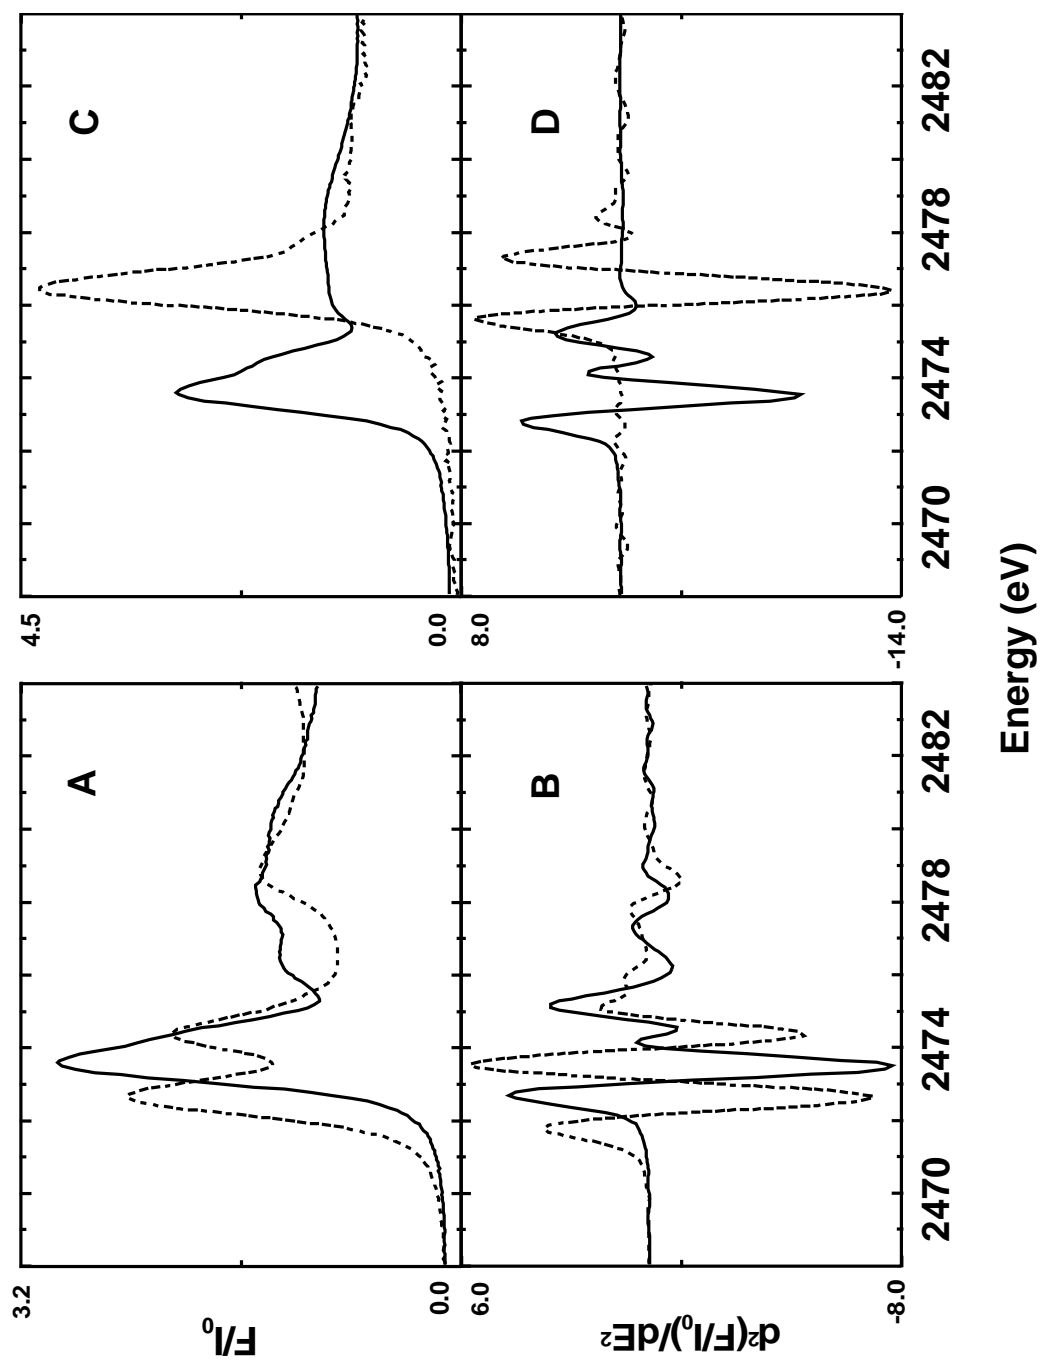 3.2
F/I₀
0.0
A
6.0
d²(F/I₀)/dE²
-8.0
B
2470
2474
2478
2482
4.5
0.0
C
8.0
-14.0
D
2470
2474
2478
2482
Energy (eV)